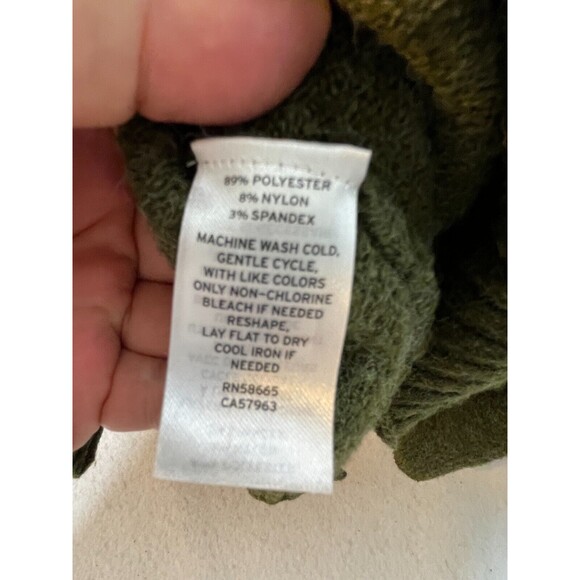 89% POLYESTER
8% NYLON
3% SPANDEX
MACHINE WASH COLD,
GENTLE CYCLE,
WITH LIKE COLORS
ONLY NON-CHLORINE
BLEACH IF NEEDED
RESHAPE,
LAY FLAT TO DRY
COOL IRON IF
NEEDED
RN58665
CA57963